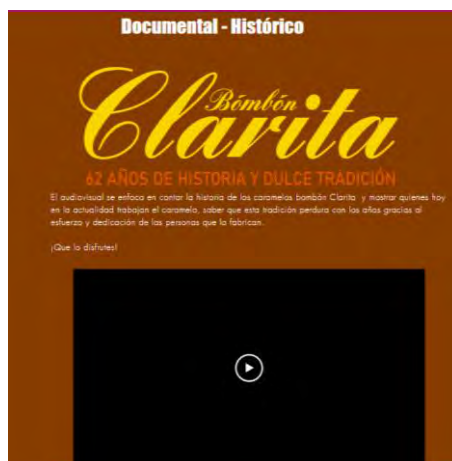 Documental - Histórico
Bómbón
Clarita
62 AÑOS DE HISTORIA Y DULCE TRADICIÓN
El audiovisual se enfoca en contar la historia de los caramelos bombón Clarita y mostrar quienes hoy
en la actualidad trabajan el caramelo, saber que esta tradición perdura con los años gracias al
esfuerzo y dedicación de las personas que lo fabrican.
¡Que lo disfrutes!